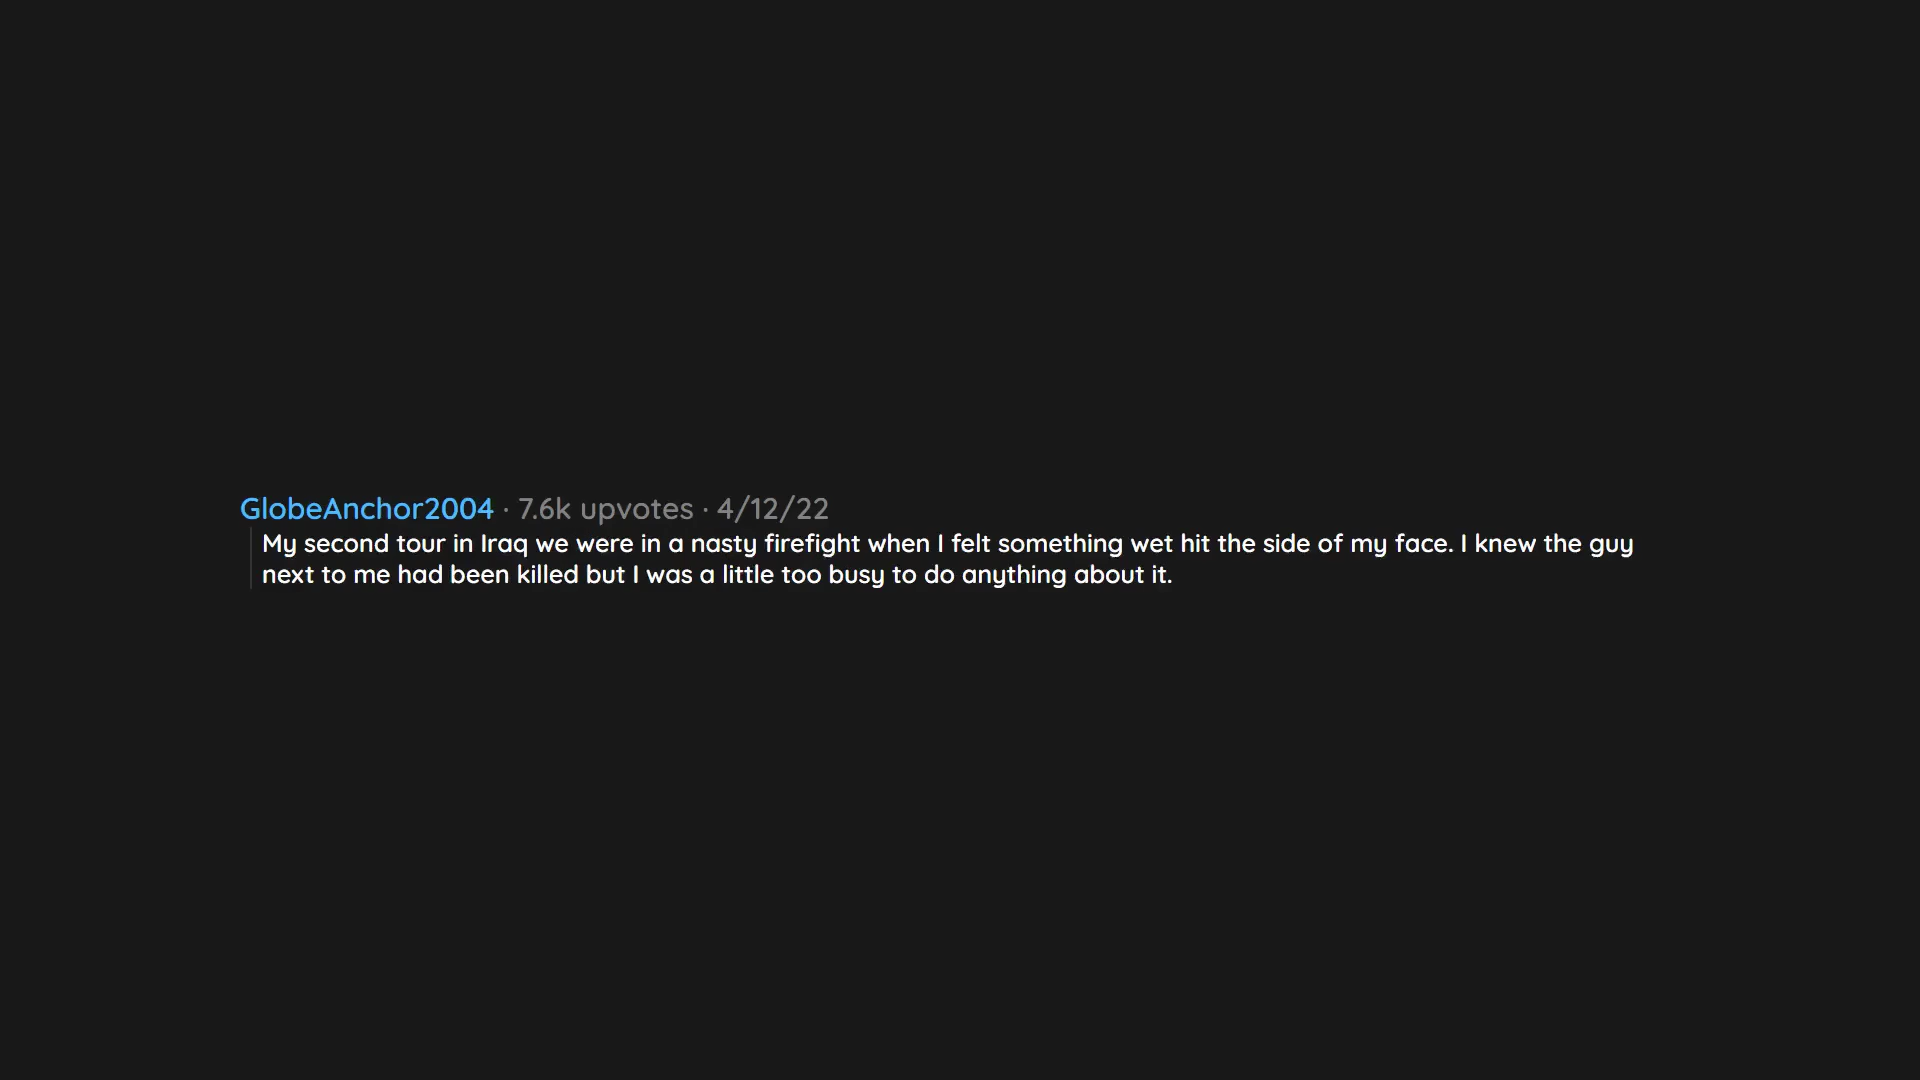 GlobeAnchor2004 · 7.6k upvotes · 4/12/22
My second tour in Iraq we were in a nasty firefight when I felt something wet hit the side of my face. I knew the guy
next to me had been killed but I was a little too busy to do anything about it.